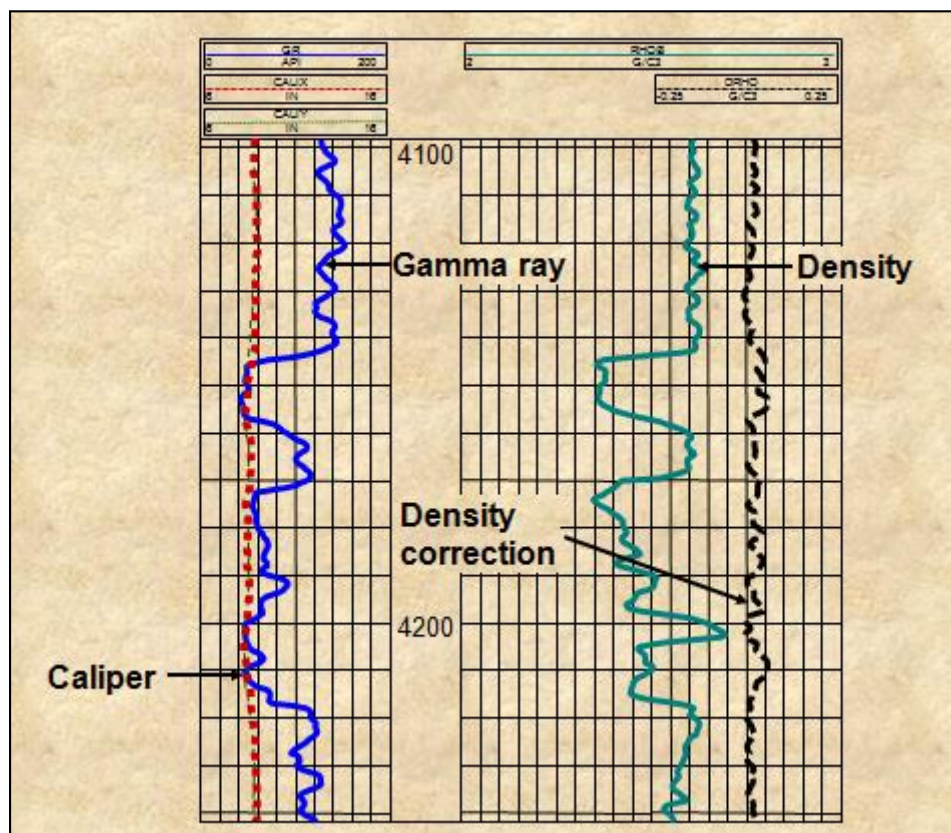 GR
0 API 200
CALIX
6 IN 16
CALIY
6 IN 16
RHOB
2 G/C3 3
DRHO
-0.25 G/C3 0.25
4100
Gamma ray
Density
Density
correction
4200
Caliper